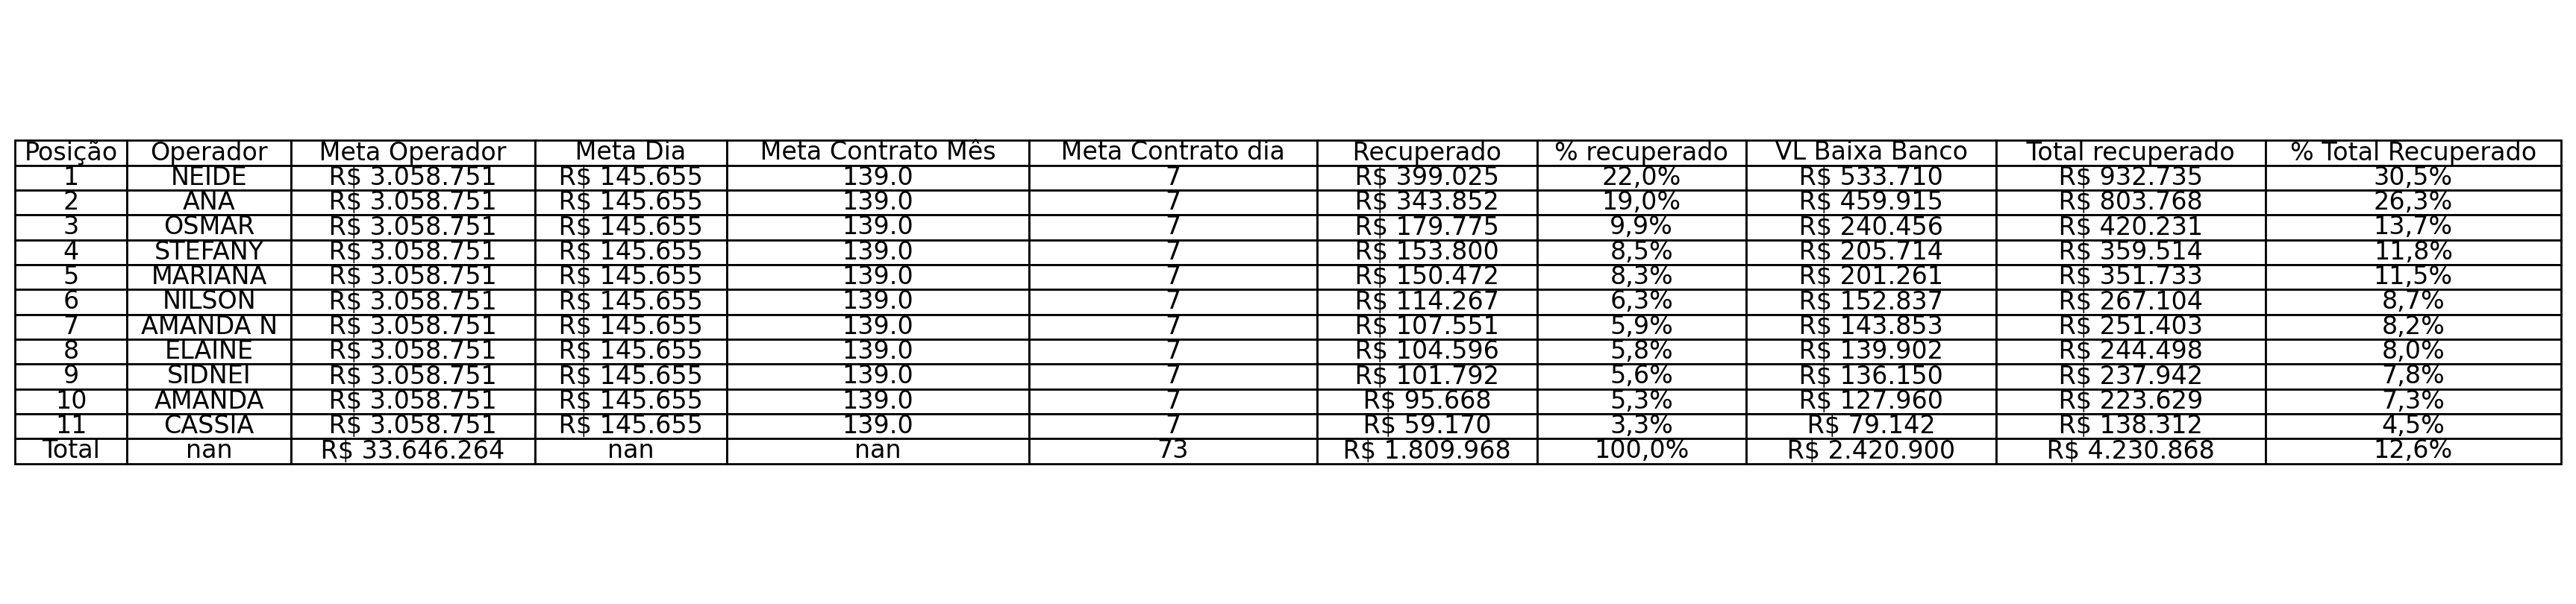 Posição Operador Meta Operador Meta Dia Meta Contrato Mês Meta Contrato dia Recuperado % recuperado VL Baixa Banco Total recuperado % Total Recuperado
1 NEIDE R$ 3.058.751 R$ 145.655 139.0 7 R$ 399.025 22,0% R$ 533.710 R$ 932.735 30,5%
2 ANA R$ 3.058.751 R$ 145.655 139.0 7 R$ 343.852 19,0% R$ 459.915 R$ 803.768 26,3%
3 OSMAR R$ 3.058.751 R$ 145.655 139.0 7 R$ 179.775 9,9% R$ 240.456 R$ 420.231 13,7%
4 STEFANY R$ 3.058.751 R$ 145.655 139.0 7 R$ 153.800 8,5% R$ 205.714 R$ 359.514 11,8%
5 MARIANA R$ 3.058.751 R$ 145.655 139.0 7 R$ 150.472 8,3% R$ 201.261 R$ 351.733 11,5%
6 NILSON R$ 3.058.751 R$ 145.655 139.0 7 R$ 114.267 6,3% R$ 152.837 R$ 267.104 8,7%
7 AMANDA N R$ 3.058.751 R$ 145.655 139.0 7 R$ 107.551 5,9% R$ 143.853 R$ 251.403 8,2%
8 ELAINE R$ 3.058.751 R$ 145.655 139.0 7 R$ 104.596 5,8% R$ 139.902 R$ 244.498 8,0%
9 SIDNEI R$ 3.058.751 R$ 145.655 139.0 7 R$ 101.792 5,6% R$ 136.150 R$ 237.942 7,8%
10 AMANDA R$ 3.058.751 R$ 145.655 139.0 7 R$ 95.668 5,3% R$ 127.960 R$ 223.629 7,3%
11 CASSIA R$ 3.058.751 R$ 145.655 139.0 7 R$ 59.170 3,3% R$ 79.142 R$ 138.312 4,5%
Total nan R$ 33.646.264 nan nan 73 R$ 1.809.968 100,0% R$ 2.420.900 R$ 4.230.868 12,6%